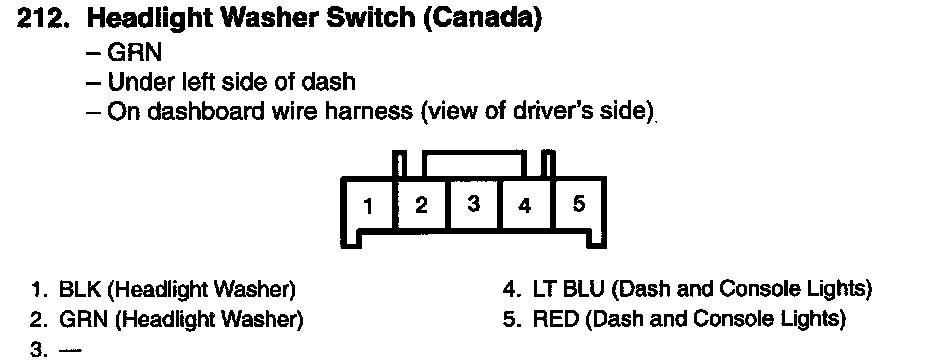 212. Headlight Washer Switch (Canada)
– GRN
– Under left side of dash
– On dashboard wire harness (view of driver's side)
1 2 3 4 5
1. BLK (Headlight Washer)
2. GRN (Headlight Washer)
3. —
4. LT BLU (Dash and Console Lights)
5. RED (Dash and Console Lights)